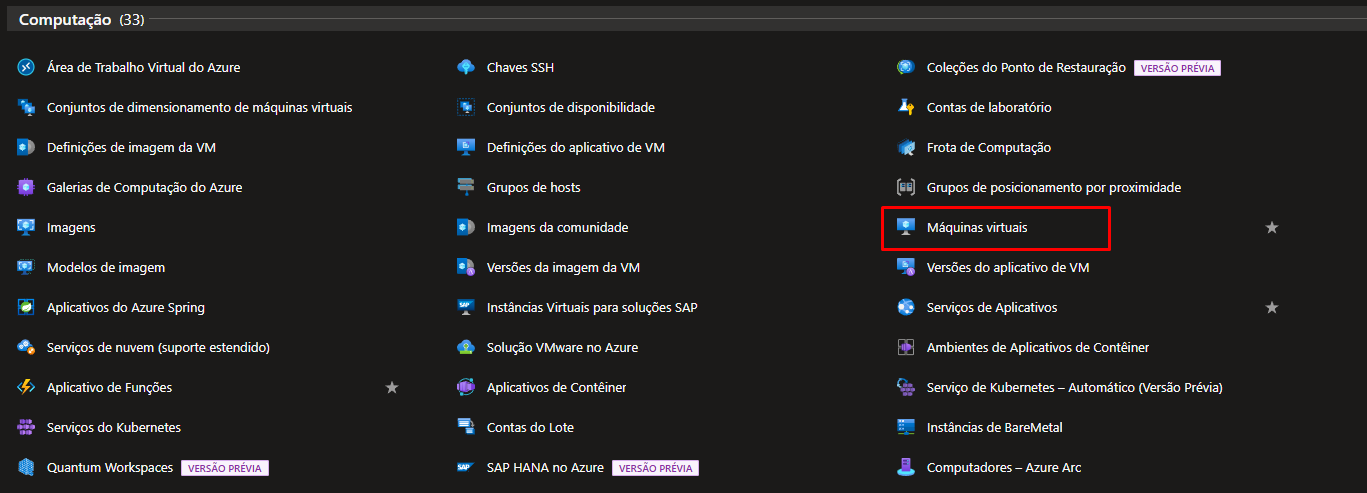 Computação (33)
Área de Trabalho Virtual do Azure
Chaves SSH
Coleções do Ponto de Restauração VERSÃO PRÉVIA
Conjuntos de dimensionamento de máquinas virtuais
Conjuntos de disponibilidade
Contas de laboratório
Definições de imagem da VM
Definições do aplicativo de VM
Frota de Computação
Galerias de Computação do Azure
Grupos de hosts
Grupos de posicionamento por proximidade
Imagens
Imagens da comunidade
Máquinas virtuais
Modelos de imagem
Versões da imagem da VM
Versões do aplicativo de VM
Aplicativos do Azure Spring
Instâncias Virtuais para soluções SAP
Serviços de Aplicativos
Serviços de nuvem (suporte estendido)
Solução VMware no Azure
Ambientes de Aplicativos de Contêiner
Aplicativo de Funções
Aplicativos de Contêiner
Serviço de Kubernetes – Automático (Versão Prévia)
Serviços do Kubernetes
Contas do Lote
Instâncias de BareMetal
Quantum Workspaces VERSÃO PRÉVIA
SAP HANA no Azure VERSÃO PRÉVIA
Computadores – Azure Arc